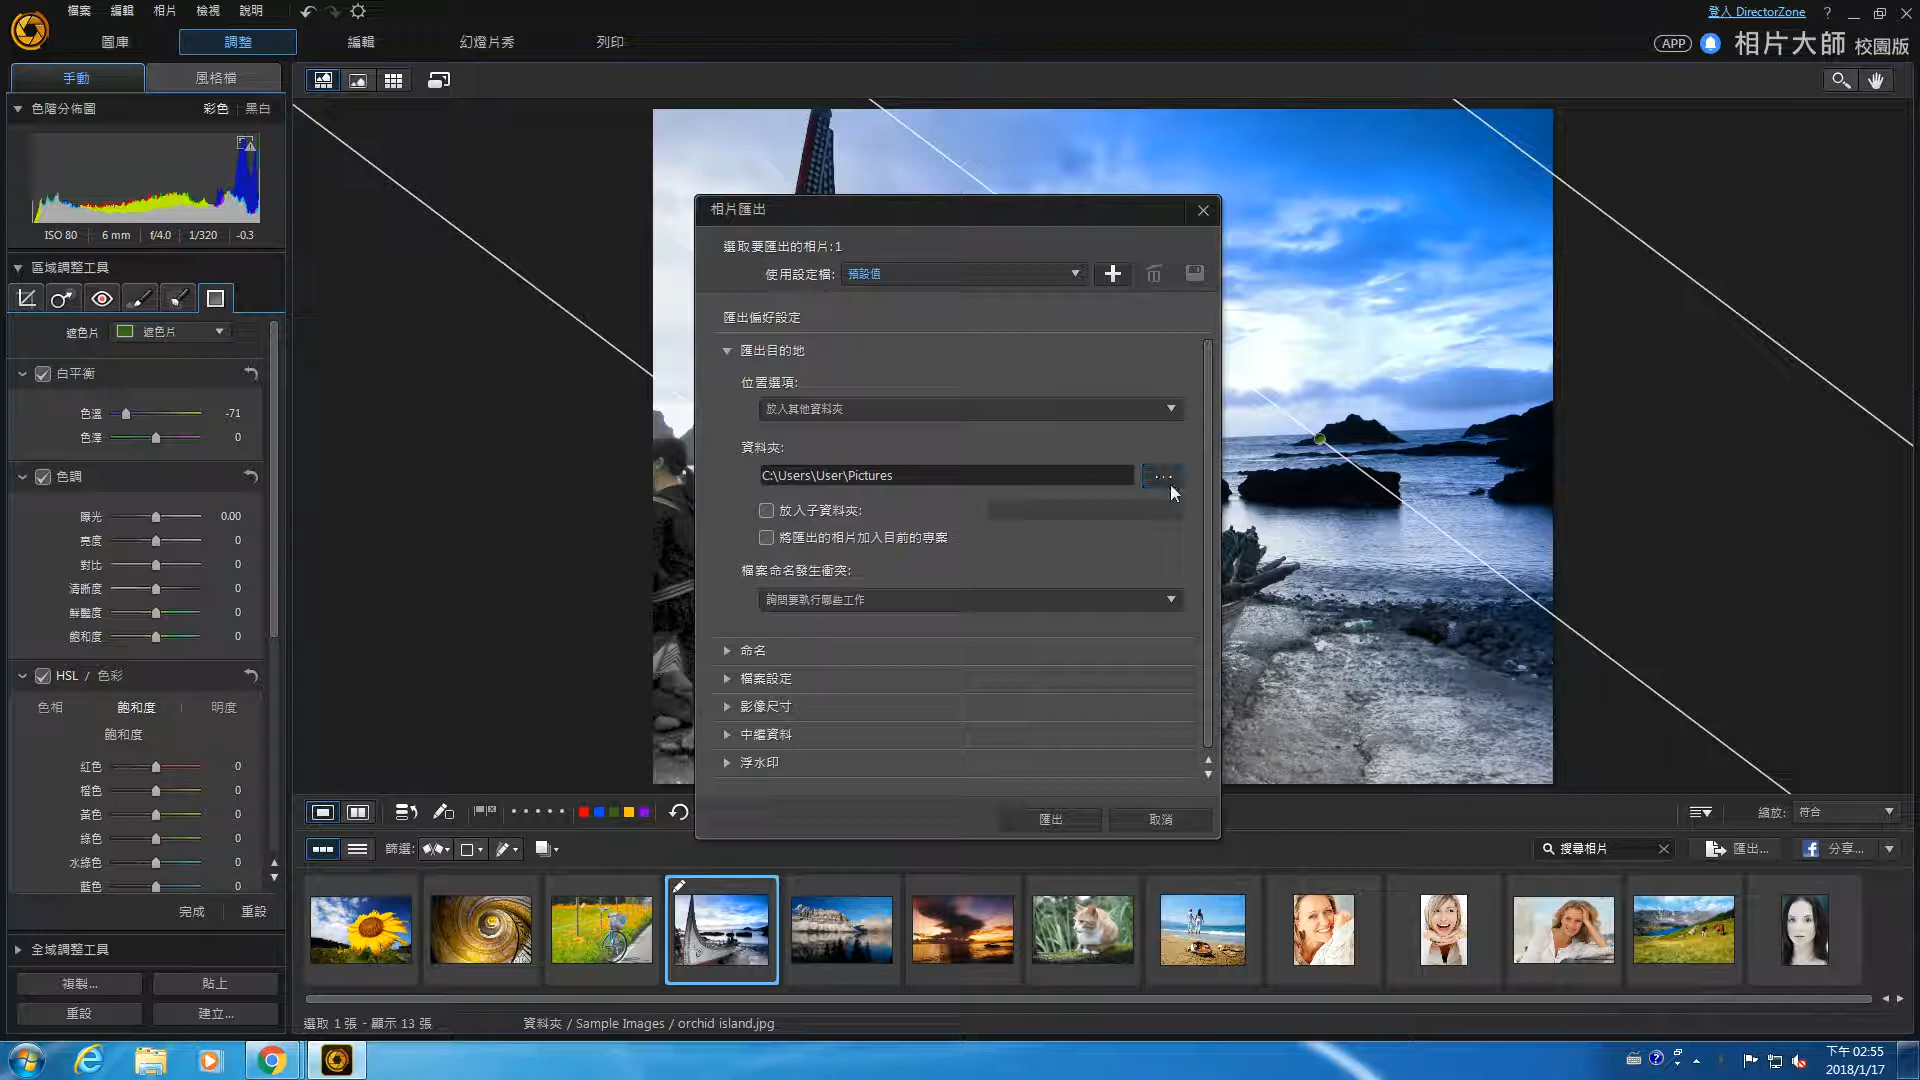 檔案 編輯 相片 檢視 說明
登入 DirectorZone ?
圖庫 調整 編輯 幻燈片秀 列印
APP 相片大師 校園版
手動 風格檔
色階分佈圖 彩色 黑白
ISO 80 6 mm f/4.0 1/320 -0.3
區域調整工具
遮色片 遮色片
白平衡
色溫 -71
色澤 0
色調
曝光 0.00
亮度 0
對比 0
清晰度 0
鮮豔度 0
飽和度 0
HSL / 色彩
色相 飽和度 明度
飽和度
紅色 0
橙色 0
黃色 0
綠色 0
水綠色 0
藍色 0
完成 重設
全域調整工具
複製... 貼上
重設 建立...
相片匯出
選取要匯出的相片:1
使用設定檔: 預設值
匯出偏好設定
匯出目的地
位置選項:
放入其他資料夾
資料夾:
C:\Users\User\Pictures ...
放入子資料夾:
將匯出的相片加入目前的專案
檔案命名發生衝突:
詢問要執行哪些工作
命名
檔案設定
影像尺寸
中繼資料
浮水印
匯出 取消
縮放: 符合
篩選: 搜尋相片 匯出... 分享...
選取 1 張 - 顯示 13 張 資料夾 / Sample Images / orchid island.jpg
下午 02:55
2018/1/17